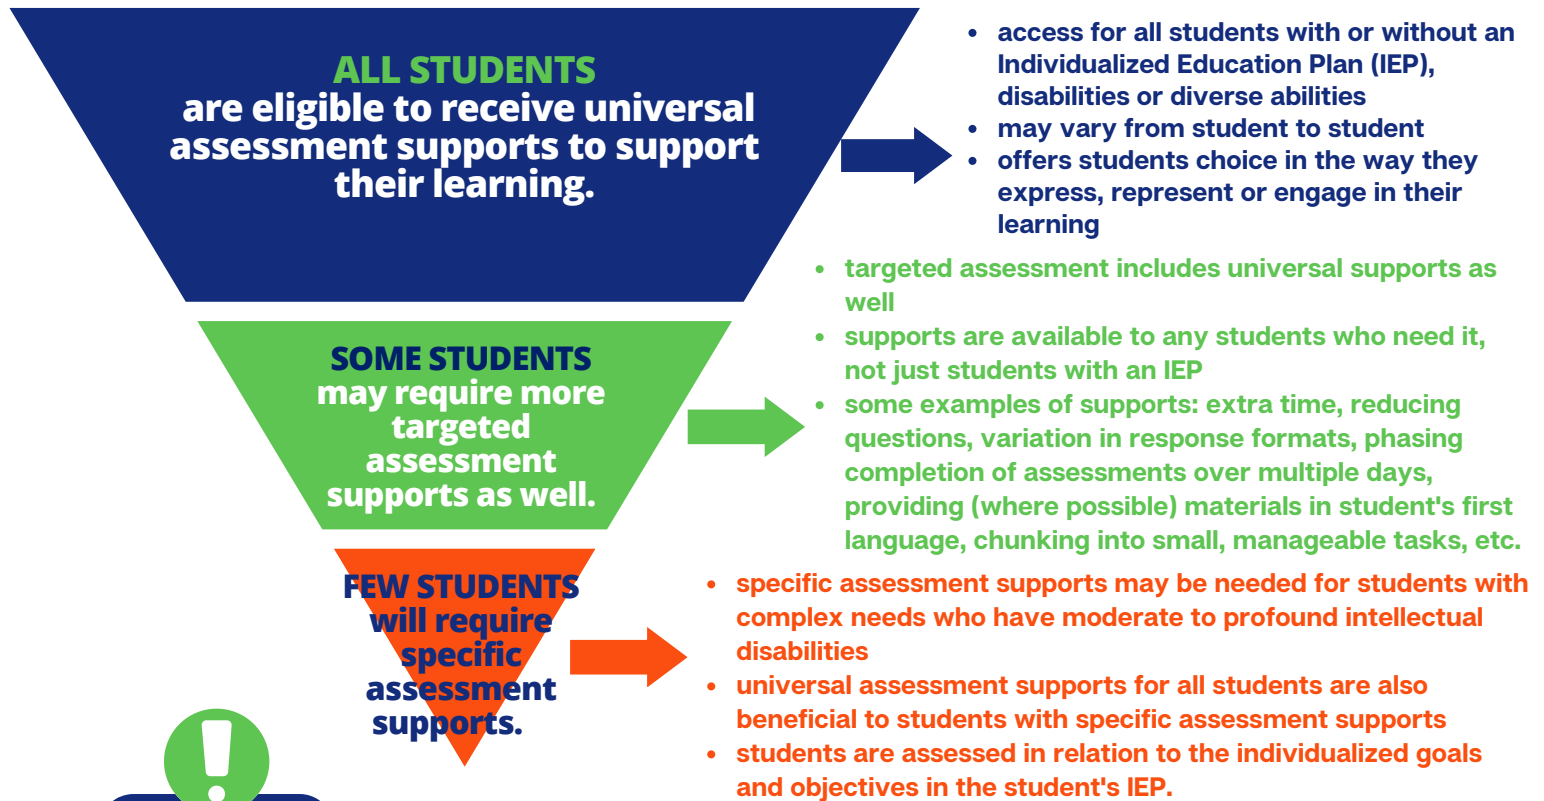 ALL STUDENTS
are eligible to receive universal
assessment supports to support
their learning.
• access for all students with or without an
Individualized Education Plan (IEP),
disabilities or diverse abilities
• may vary from student to student
• offers students choice in the way they
express, represent or engage in their
learning
SOME STUDENTS
may require more
targeted
assessment
supports as well.
• targeted assessment includes universal supports as
well
• supports are available to any students who need it,
not just students with an IEP
• some examples of supports: extra time, reducing
questions, variation in response formats, phasing
completion of assessments over multiple days,
providing (where possible) materials in student's first
language, chunking into small, manageable tasks, etc.
FEW STUDENTS
will require
specific
assessment
supports.
• specific assessment supports may be needed for students with
complex needs who have moderate to profound intellectual
disabilities
• universal assessment supports for all students are also
beneficial to students with specific assessment supports
• students are assessed in relation to the individualized goals
and objectives in the student's IEP.
!